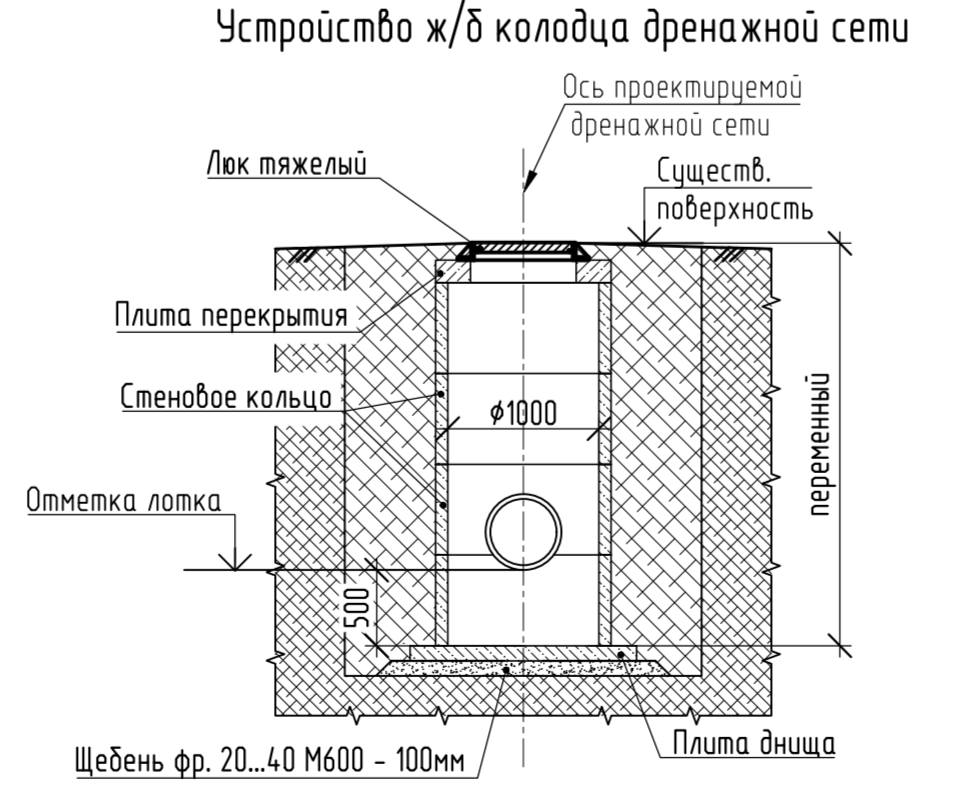 Устройство ж/б колодца дренажной сети
Ось проектируемой
дренажной сети
Люк тяжелый
Существ.
поверхность
Плита перекрытия
Стеновое кольцо
ϕ1000
переменный
Отметка лотка
500
Плита днища
Щебень фр. 20...40 М600 - 100мм